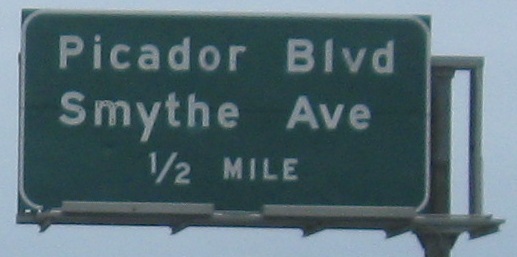 Picador Blvd
Smythe Ave
1/2 MILE